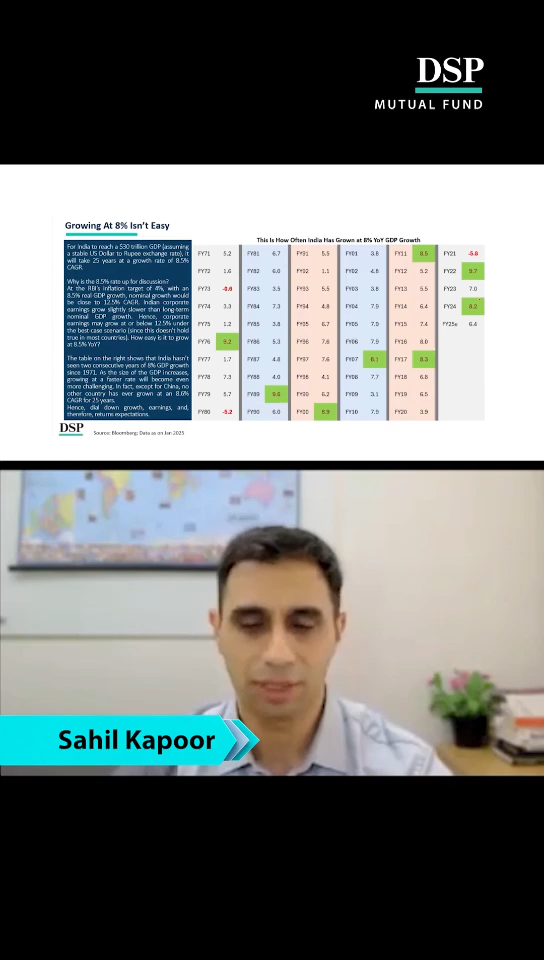 DSP
MUTUAL FUND
Growing At 8% Isn't Easy
This Is How Often India Has Grown at 8% YoY GDP Growth
For India to reach a $30 trillion GDP (assuming
a stable US Dollar to Rupee exchange rate), it
will take 25 years at a growth rate of 8.5%
CAGR.
Why is the 8.5% rate up for discussion?
At the RBI's inflation target of 4%, with an
8.5% real GDP growth, nominal growth would
be close to 12.5% CAGR. Indian corporate
earnings grow slightly slower than long-term
nominal GDP growth. Hence, corporate
earnings may grow at or below 12.5% under
the best case scenario (since this doesn't hold
true in most countries). How easy is it to grow
at 8.5% YoY?
The table on the right shows that India hasn't
seen two consecutive years of 8% GDP growth
since 1971. As the size of the GDP increases,
growing at a faster rate will become even
more challenging. In fact, except for China, no
other country has ever grown at an 8.6%
CAGR for 25 years.
Hence, dial down growth, earnings, and,
therefore, returns expectations.
FY71 5.2 FY81 6.7 FY91 5.5 FY01 3.8 FY11 8.5 FY21 -5.8
FY72 1.6 FY82 6.0 FY92 1.1 FY02 4.8 FY12 5.2 FY22 9.7
FY73 -0.6 FY83 3.5 FY93 5.5 FY03 3.8 FY13 5.5 FY23 7.0
FY74 3.3 FY84 7.3 FY94 4.8 FY04 7.9 FY14 6.4 FY24 8.2
FY75 1.2 FY85 3.8 FY95 6.7 FY05 7.9 FY15 7.4 FY25e 6.4
FY76 9.2 FY86 5.3 FY96 7.6 FY06 7.9 FY16 8.0
FY77 1.7 FY87 4.8 FY97 7.6 FY07 8.1 FY17 8.3
FY78 7.3 FY88 4.0 FY98 4.1 FY08 7.7 FY18 6.8
FY79 5.7 FY89 9.6 FY99 6.2 FY09 3.1 FY19 6.5
FY80 -5.2 FY90 6.0 FY00 8.9 FY10 7.9 FY20 3.9
DSP
Source: Bloomberg; Data as on Jan 2025
Sahil Kapoor